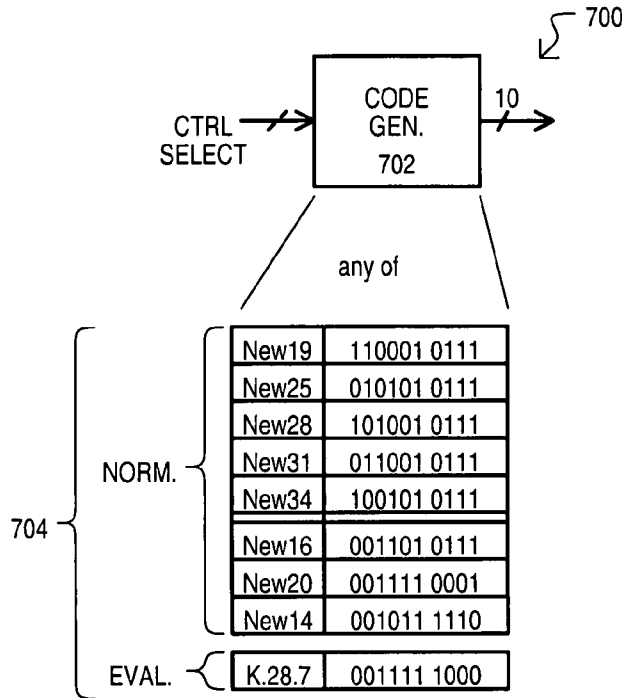 700
CODE
GEN.
702
10
CTRL
SELECT
any of
New19 110001 0111
New25 010101 0111
New28 101001 0111
New31 011001 0111
New34 100101 0111
New16 001101 0111
New20 001111 0001
New14 001011 1110
NORM.
704
EVAL.
K.28.7 001111 1000